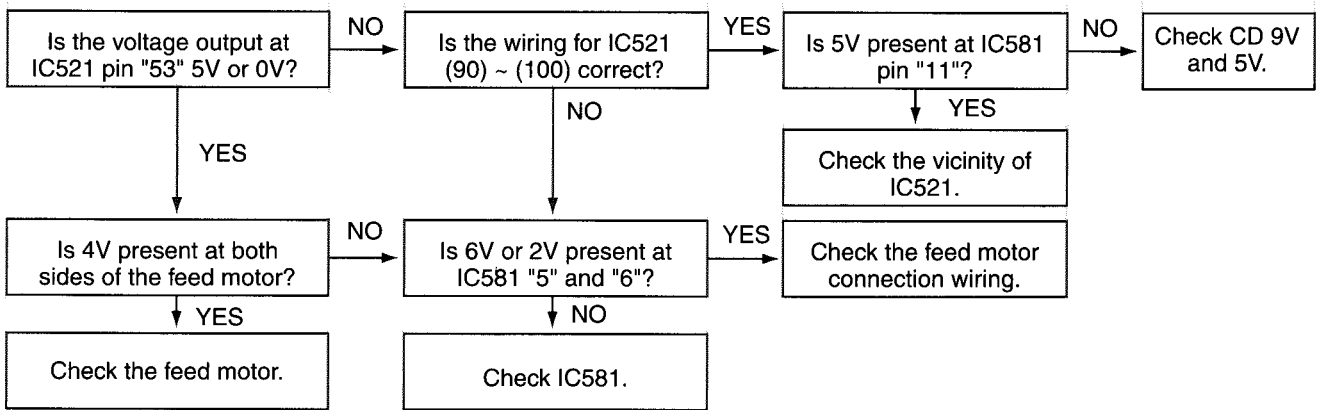 Is the voltage output at
IC521 pin "53" 5V or 0V?
NO
Is the wiring for IC521
(90) ~ (100) correct?
YES
Is 5V present at IC581
pin "11"?
NO
Check CD 9V
and 5V.
YES
NO
YES
Check the vicinity of
IC521.
Is 4V present at both
sides of the feed motor?
NO
Is 6V or 2V present at
IC581 "5" and "6"?
YES
Check the feed motor
connection wiring.
YES
NO
Check the feed motor.
Check IC581.